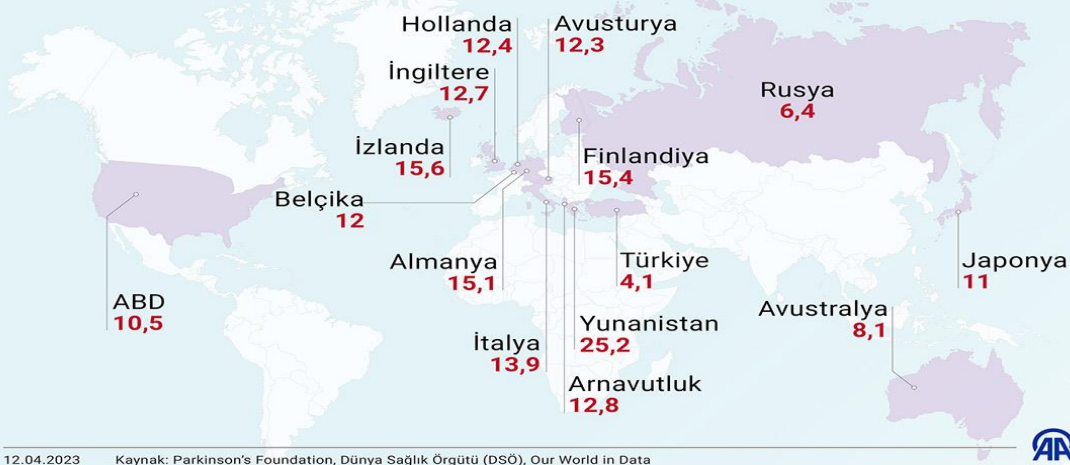 Hollanda
12,4
Avusturya
12,3
İngiltere
12,7
Rusya
6,4
İzlanda
15,6
Finlandiya
15,4
Belçika
12
Almanya
15,1
Türkiye
4,1
Japonya
11
ABD
10,5
Avustralya
8,1
Yunanistan
25,2
İtalya
13,9
Arnavutluk
12,8
12.04.2023 Kaynak: Parkinson's Foundation, Dünya Sağlık Örgütü (DSÖ), Our World in Data
AA